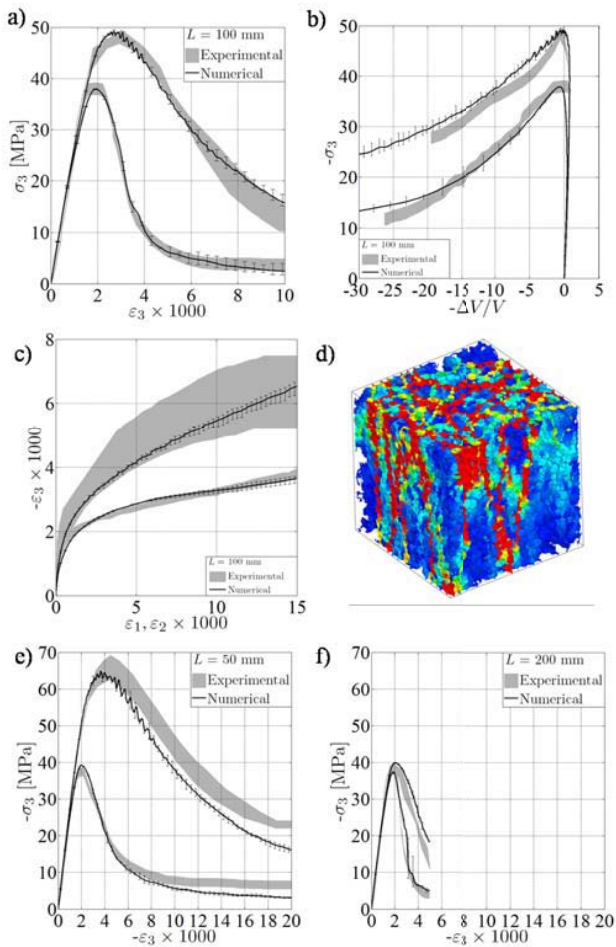 a)
L = 100 mm
Experimental
Numerical
σ₃ [MPa]
50
40
30
20
10
0
0 2 4 6 8 10
ε₃ × 1000
b)
-σ₃
50
40
30
20
10
0
L = 100 mm
Experimental
Numerical
-30 -25 -20 -15 -10 -5 0 5
-ΔV/V
c)
-ε₃ × 1000
8
6
4
2
0
L = 100 mm
Experimental
Numerical
0 5 10 15
ε₁, ε₂ × 1000
d)
e)
L = 50 mm
Experimental
Numerical
-σ₃ [MPa]
70
60
50
40
30
20
10
0
0 2 4 6 8 10 12 14 16 18 20
-ε₃ × 1000
f)
L = 200 mm
Experimental
Numerical
-σ₃ [MPa]
70
60
50
40
30
20
10
0
0 2 4 6 8 10 12 14 16 18 20
-ε₃ × 1000